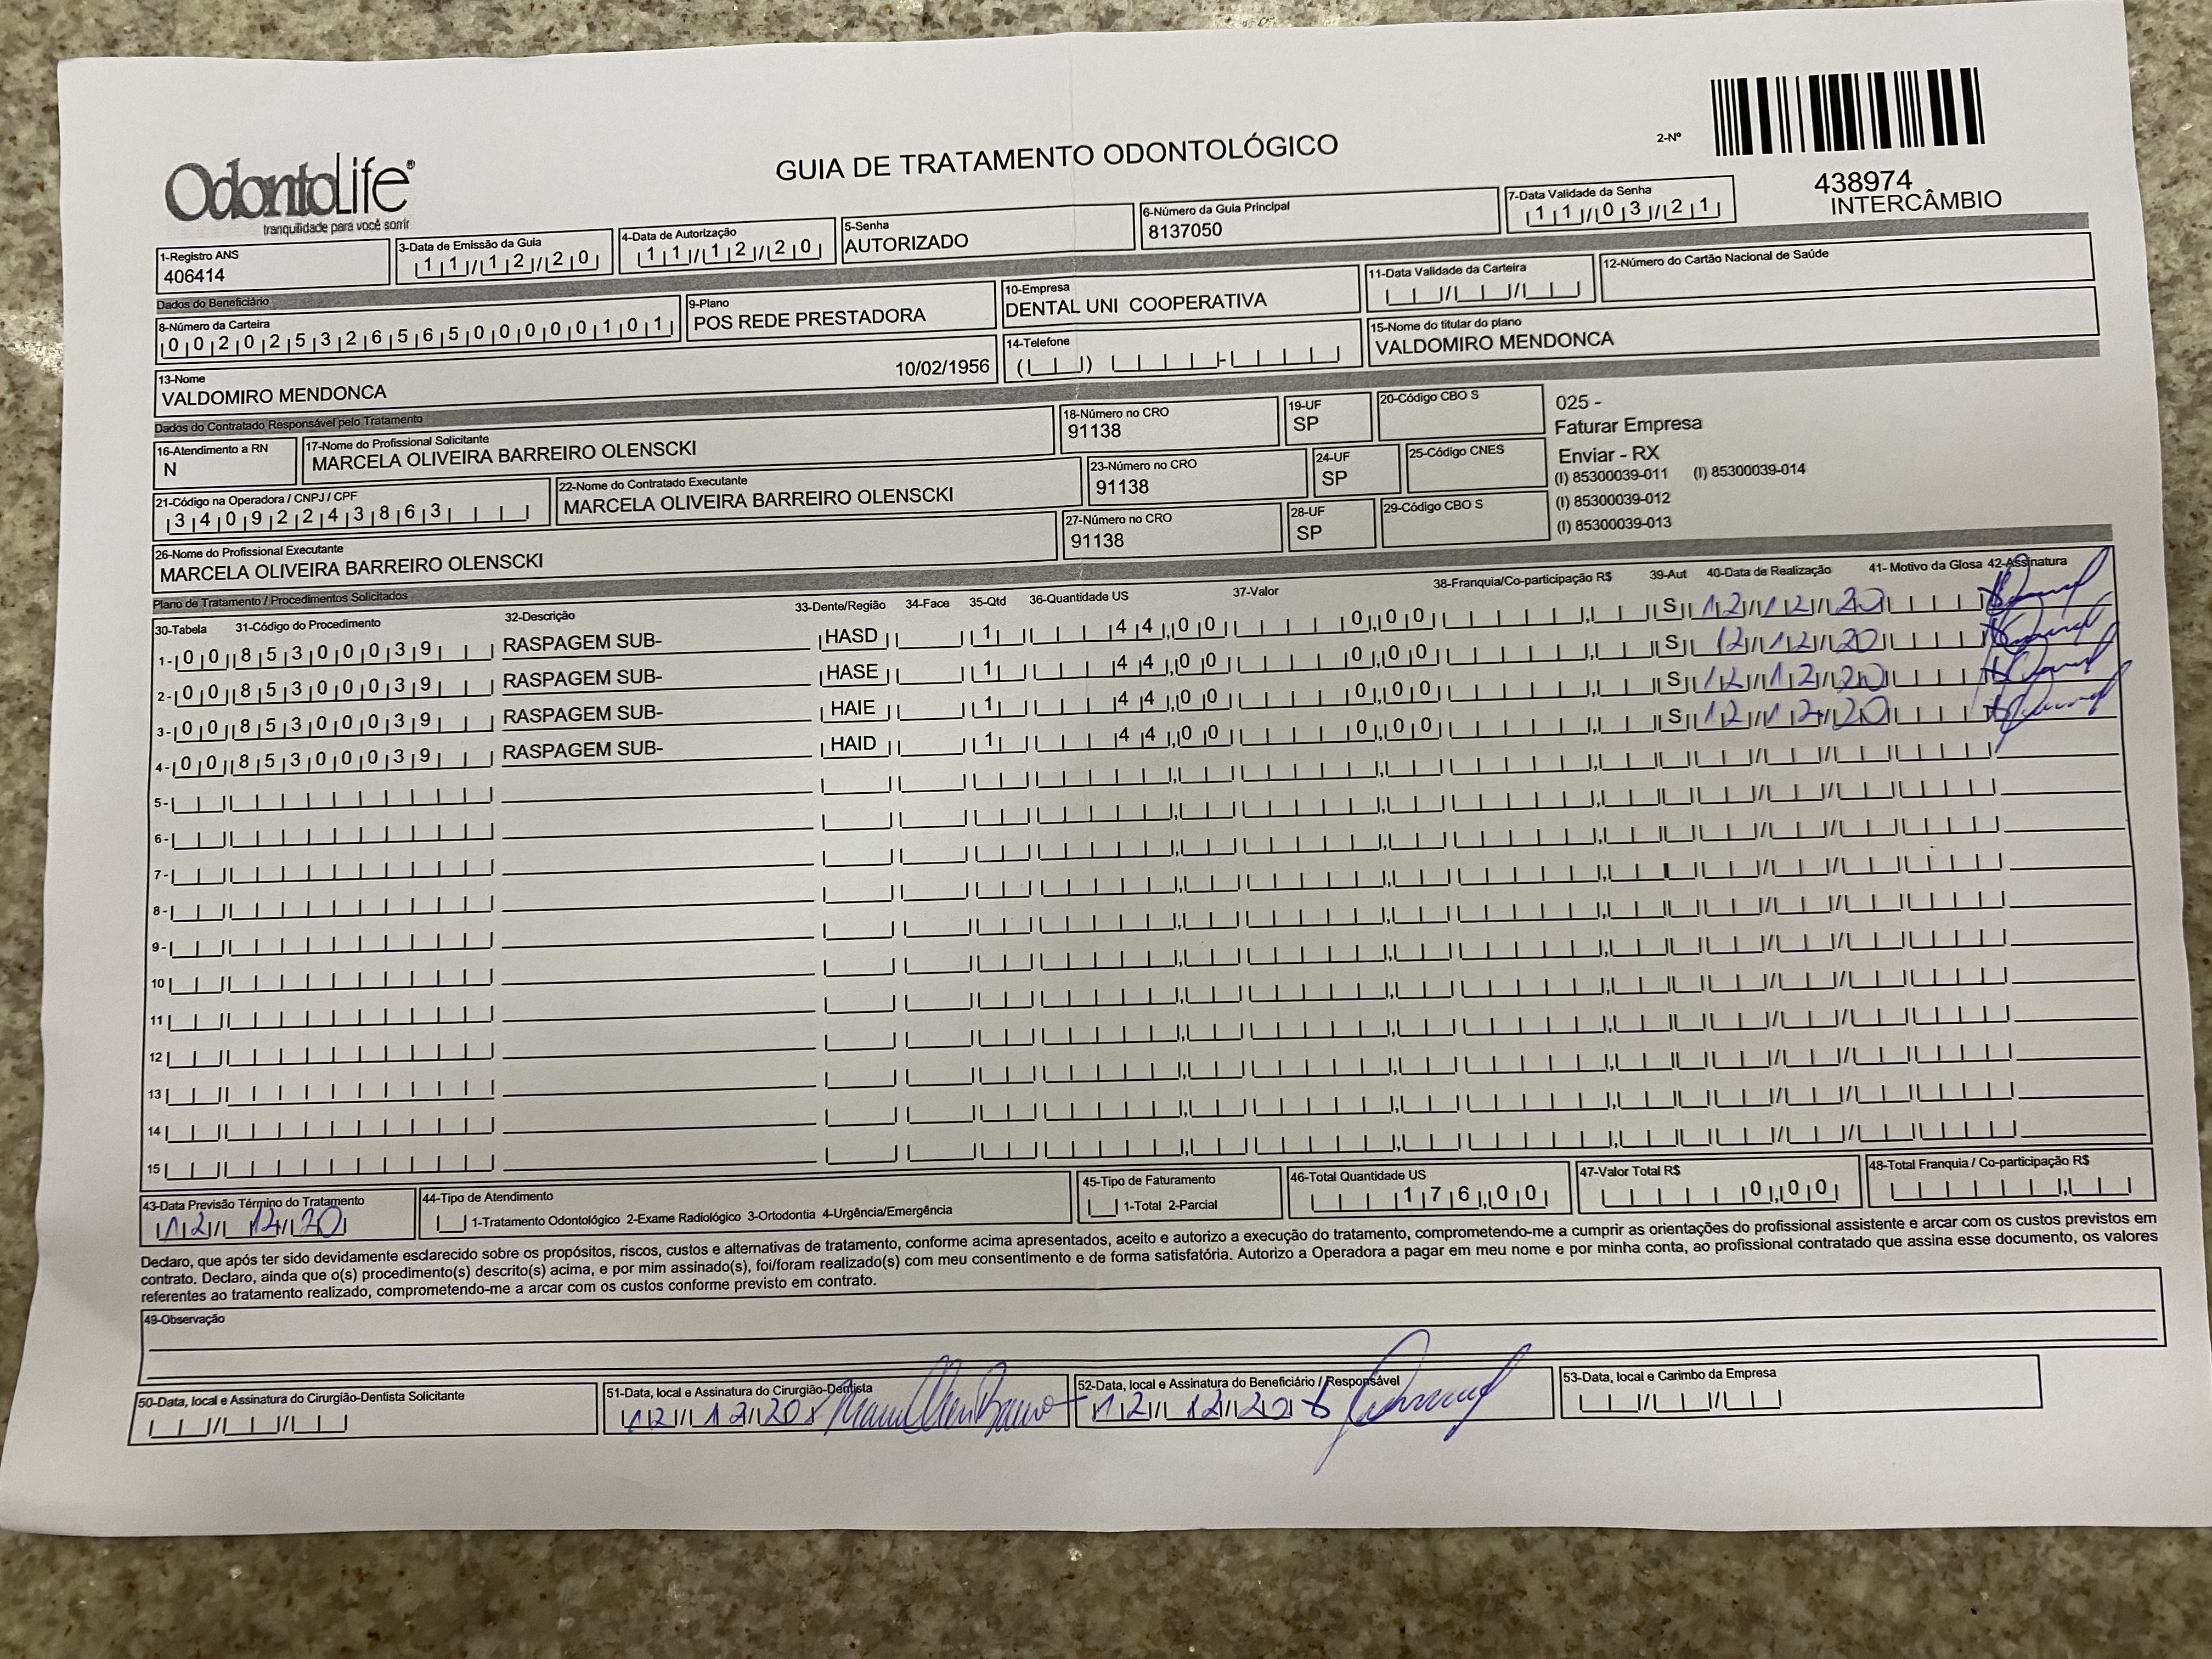 OdontoLife®
tranquilidade para você sorrir
GUIA DE TRATAMENTO ODONTOLÓGICO
2-Nº
438974
INTERCÂMBIO
1-Registro ANS
406414
3-Data de Emissão da Guia
11/12/20
4-Data de Autorização
11/12/20
5-Senha
AUTORIZADO
6-Número da Guia Principal
8137050
7-Data Validade da Senha
11/03/21
Dados do Beneficiário
8-Número da Carteira
00202532656500000101
9-Plano
POS REDE PRESTADORA
10-Empresa
DENTAL UNI COOPERATIVA
11-Data Validade da Carteira
12-Número do Cartão Nacional de Saúde
13-Nome
VALDOMIRO MENDONCA 10/02/1956
14-Telefone
15-Nome do titular do plano
VALDOMIRO MENDONCA
Dados do Contratado Responsável pelo Tratamento
16-Atendimento a RN
N
17-Nome do Profissional Solicitante
MARCELA OLIVEIRA BARREIRO OLENSCKI
18-Número no CRO
91138
19-UF
SP
20-Código CBO S
025 -
Faturar Empresa
Enviar - RX
(I) 85300039-011 (I) 85300039-014
(I) 85300039-012
(I) 85300039-013
21-Código na Operadora / CNPJ / CPF
34092243863
22-Nome do Contratado Executante
MARCELA OLIVEIRA BARREIRO OLENSCKI
23-Número no CRO
91138
24-UF
SP
25-Código CNES
26-Nome do Profissional Executante
MARCELA OLIVEIRA BARREIRO OLENSCKI
27-Número no CRO
91138
28-UF
SP
29-Código CBO S
Plano de Tratamento / Procedimentos Solicitados
30-Tabela 31-Código do Procedimento 32-Descrição 33-Dente/Região 34-Face 35-Qtd 36-Quantidade US 37-Valor 38-Franquia/Co-participação R$ 39-Aut 40-Data de Realização 41- Motivo da Glosa 42-Assinatura
1- 00 85300039 RASPAGEM SUB- HASD 1 44,00 0,00 S 12/12/20
2- 00 85300039 RASPAGEM SUB- HASE 1 44,00 0,00 S 12/12/20
3- 00 85300039 RASPAGEM SUB- HAIE 1 44,00 0,00 S 12/12/20
4- 00 85300039 RASPAGEM SUB- HAID 1 44,00 0,00 S 12/12/20
5-
6-
7-
8-
9-
10
11
12
13
14
15
43-Data Previsão Término do Tratamento
12/12/20
44-Tipo de Atendimento
1-Tratamento Odontológico 2-Exame Radiológico 3-Ortodontia 4-Urgência/Emergência
45-Tipo de Faturamento
1-Total 2-Parcial
46-Total Quantidade US
176,00
47-Valor Total R$
0,00
48-Total Franquia / Co-participação R$
Declaro, que após ter sido devidamente esclarecido sobre os propósitos, riscos, custos e alternativas de tratamento, conforme acima apresentados, aceito e autorizo a execução do tratamento, comprometendo-me a cumprir as orientações do profissional assistente e arcar com os custos previstos em
contrato. Declaro, ainda que o(s) procedimento(s) descrito(s) acima, e por mim assinado(s), foi/foram realizado(s) com meu consentimento e de forma satisfatória. Autorizo a Operadora a pagar em meu nome e por minha conta, ao profissional contratado que assina esse documento, os valores
referentes ao tratamento realizado, comprometendo-me a arcar com os custos conforme previsto em contrato.
49-Observação
50-Data, local e Assinatura do Cirurgião-Dentista Solicitante
51-Data, local e Assinatura do Cirurgião-Dentista
12/12/20
52-Data, local e Assinatura do Beneficiário / Responsável
12/12/20
53-Data, local e Carimbo da Empresa